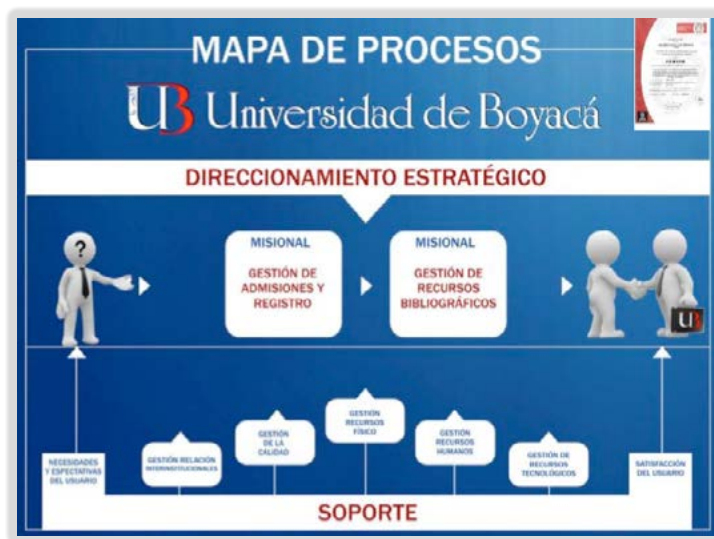 MAPA DE PROCESOS
UB Universidad de Boyacá
DIRECCIONAMIENTO ESTRATÉGICO
?
MISIONAL
GESTIÓN DE
ADMISIONES Y
REGISTRO
MISIONAL
GESTIÓN DE
RECURSOS
BIBLIOGRÁFICOS
UB
NECESIDADES
Y ESPECTATIVAS
DEL USUARIO
GESTIÓN RELACIÓN
INTERINSTITUCIONALES
GESTIÓN
DE LA
CALIDAD
GESTIÓN
RECURSOS
FÍSICO
GESTIÓN
RECURSOS
HUMANOS
GESTIÓN DE
RECURSOS
TECNOLÓGICOS
SATISFACCIÓN
DEL USUARIO
SOPORTE